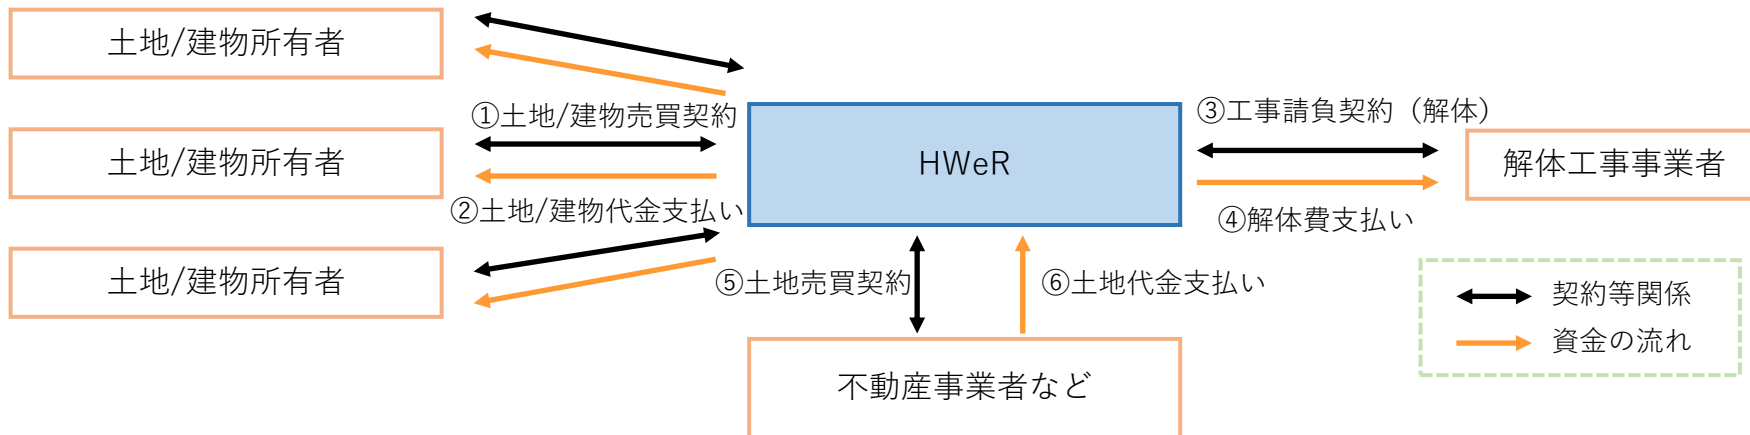 土地/建物所有者
①土地/建物売買契約
土地/建物所有者
②土地/建物代金支払い
土地/建物所有者
HWeR
③工事請負契約（解体）
解体工事事業者
④解体費支払い
⑤土地売買契約
⑥土地代金支払い
不動産事業者など
契約等関係
資金の流れ